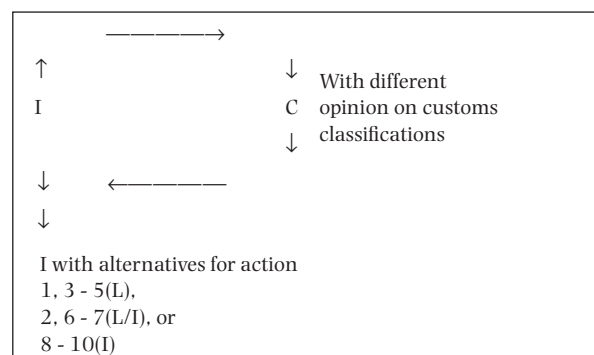 ————→
↑ ↓ With different
I C opinion on customs
↓ classifications
↓ ←————
↓
I with alternatives for action
1, 3 - 5(L),
2, 6 - 7(L/I), or
8 - 10(I)